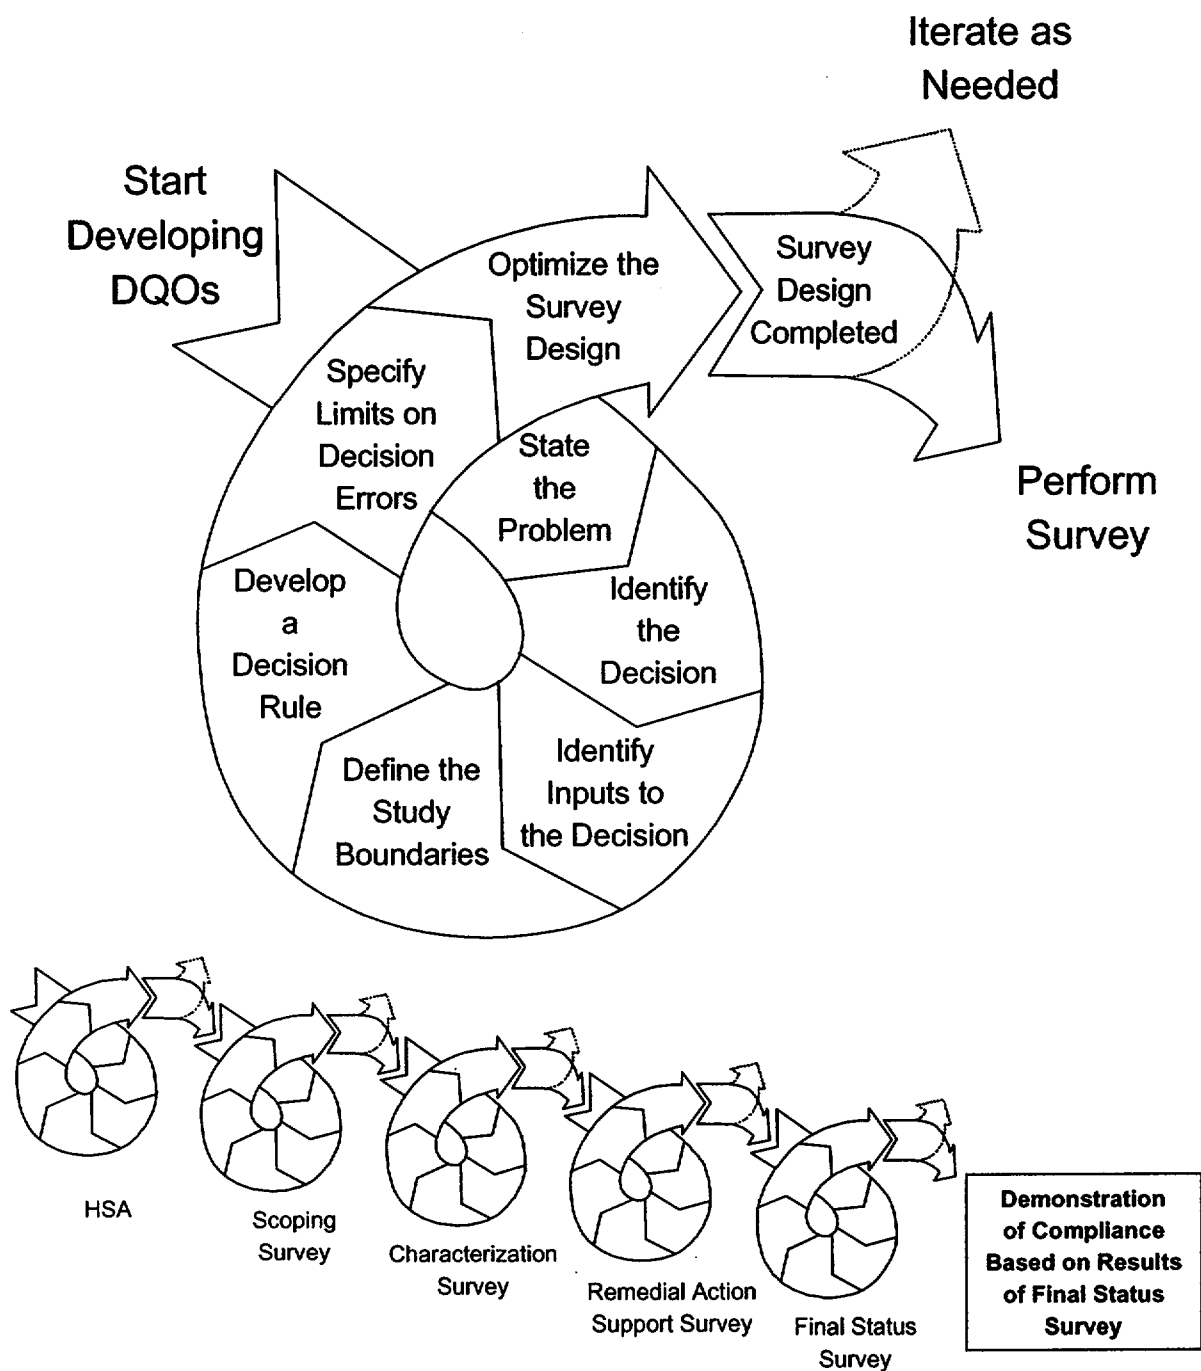 Iterate as
Needed
Start
Developing
DQOs
Optimize the
Survey
Design
Survey
Design
Completed
Specify
Limits on
Decision
Errors
State
the
Problem
Perform
Survey
Develop
a
Decision
Rule
Identify
the
Decision
Define the
Study
Boundaries
Identify
Inputs to
the Decision
HSA
Scoping
Survey
Characterization
Survey
Remedial Action
Support Survey
Final Status
Survey
Demonstration
of Compliance
Based on Results
of Final Status
Survey